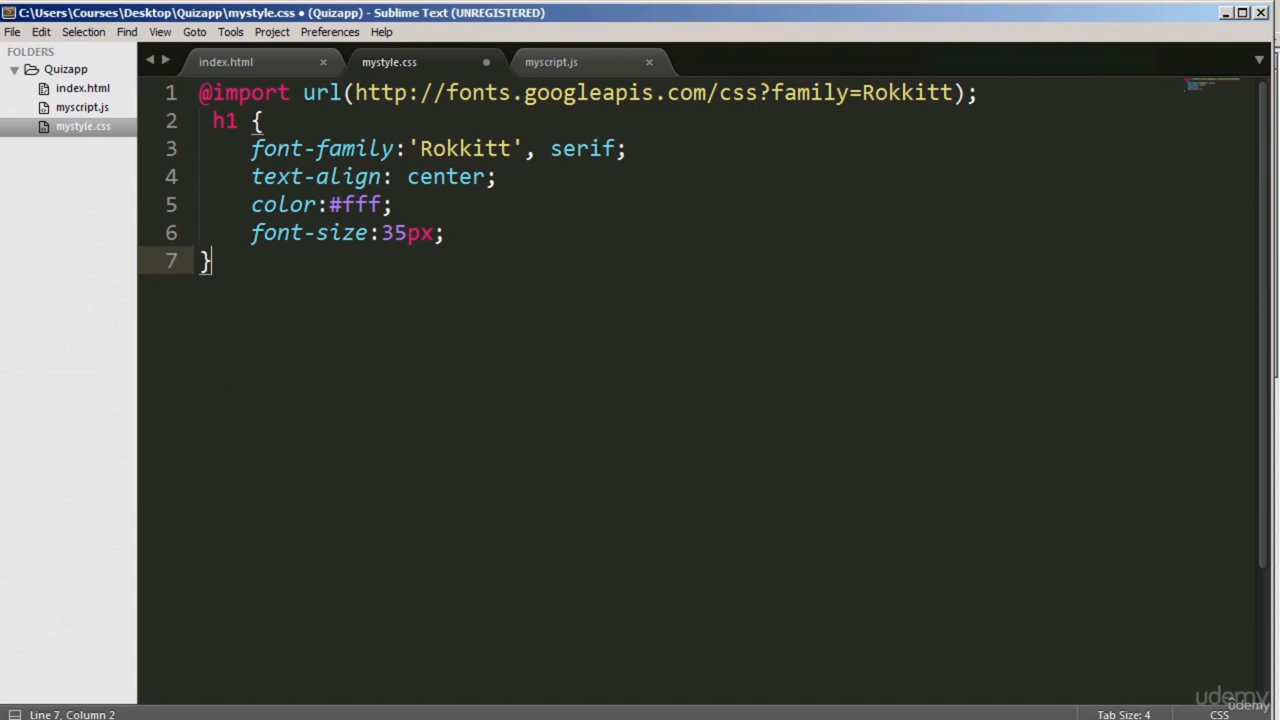 C:\Users\Courses\Desktop\Quizapp\mystyle.css • (Quizapp) - Sublime Text (UNREGISTERED)
File Edit Selection Find View Goto Tools Project Preferences Help
FOLDERS
Quizapp
index.html
myscript.js
mystyle.css
index.html × mystyle.css • myscript.js ×
1 @import url(http://fonts.googleapis.com/css?family=Rokkitt);
2 h1 {
3 font-family:'Rokkitt', serif;
4 text-align: center;
5 color:#fff;
6 font-size:35px;
7 }
udemy
udemy
Line 7, Column 2 Tab Size: 4 CSS